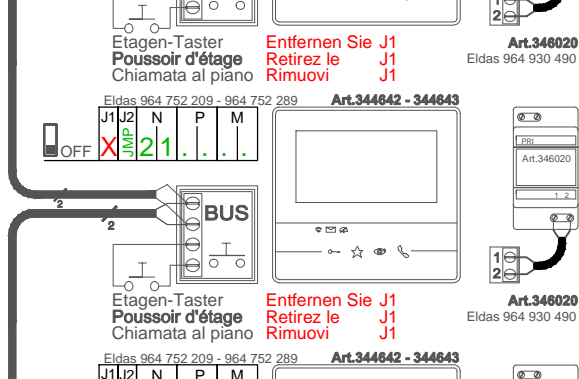 1
2
Etagen-Taster Entfernen Sie J1
Poussoir d'étage Retirez le J1
Chiamata al piano Rimuovi J1
Art.346020
Eldas 964 930 490
Eldas 964 752 209 - 964 752 289 Art.344642 - 344643
J1 J2 N P M
OFF X JMP 2 1 . . . .
PRI
Art.346020
1 2
2
BUS
2
1
2
Etagen-Taster Entfernen Sie J1
Poussoir d'étage Retirez le J1
Chiamata al piano Rimuovi J1
Art.346020
Eldas 964 930 490
Eldas 964 752 209 - 964 752 289 Art.344642 - 344643
J1 J2 N P M